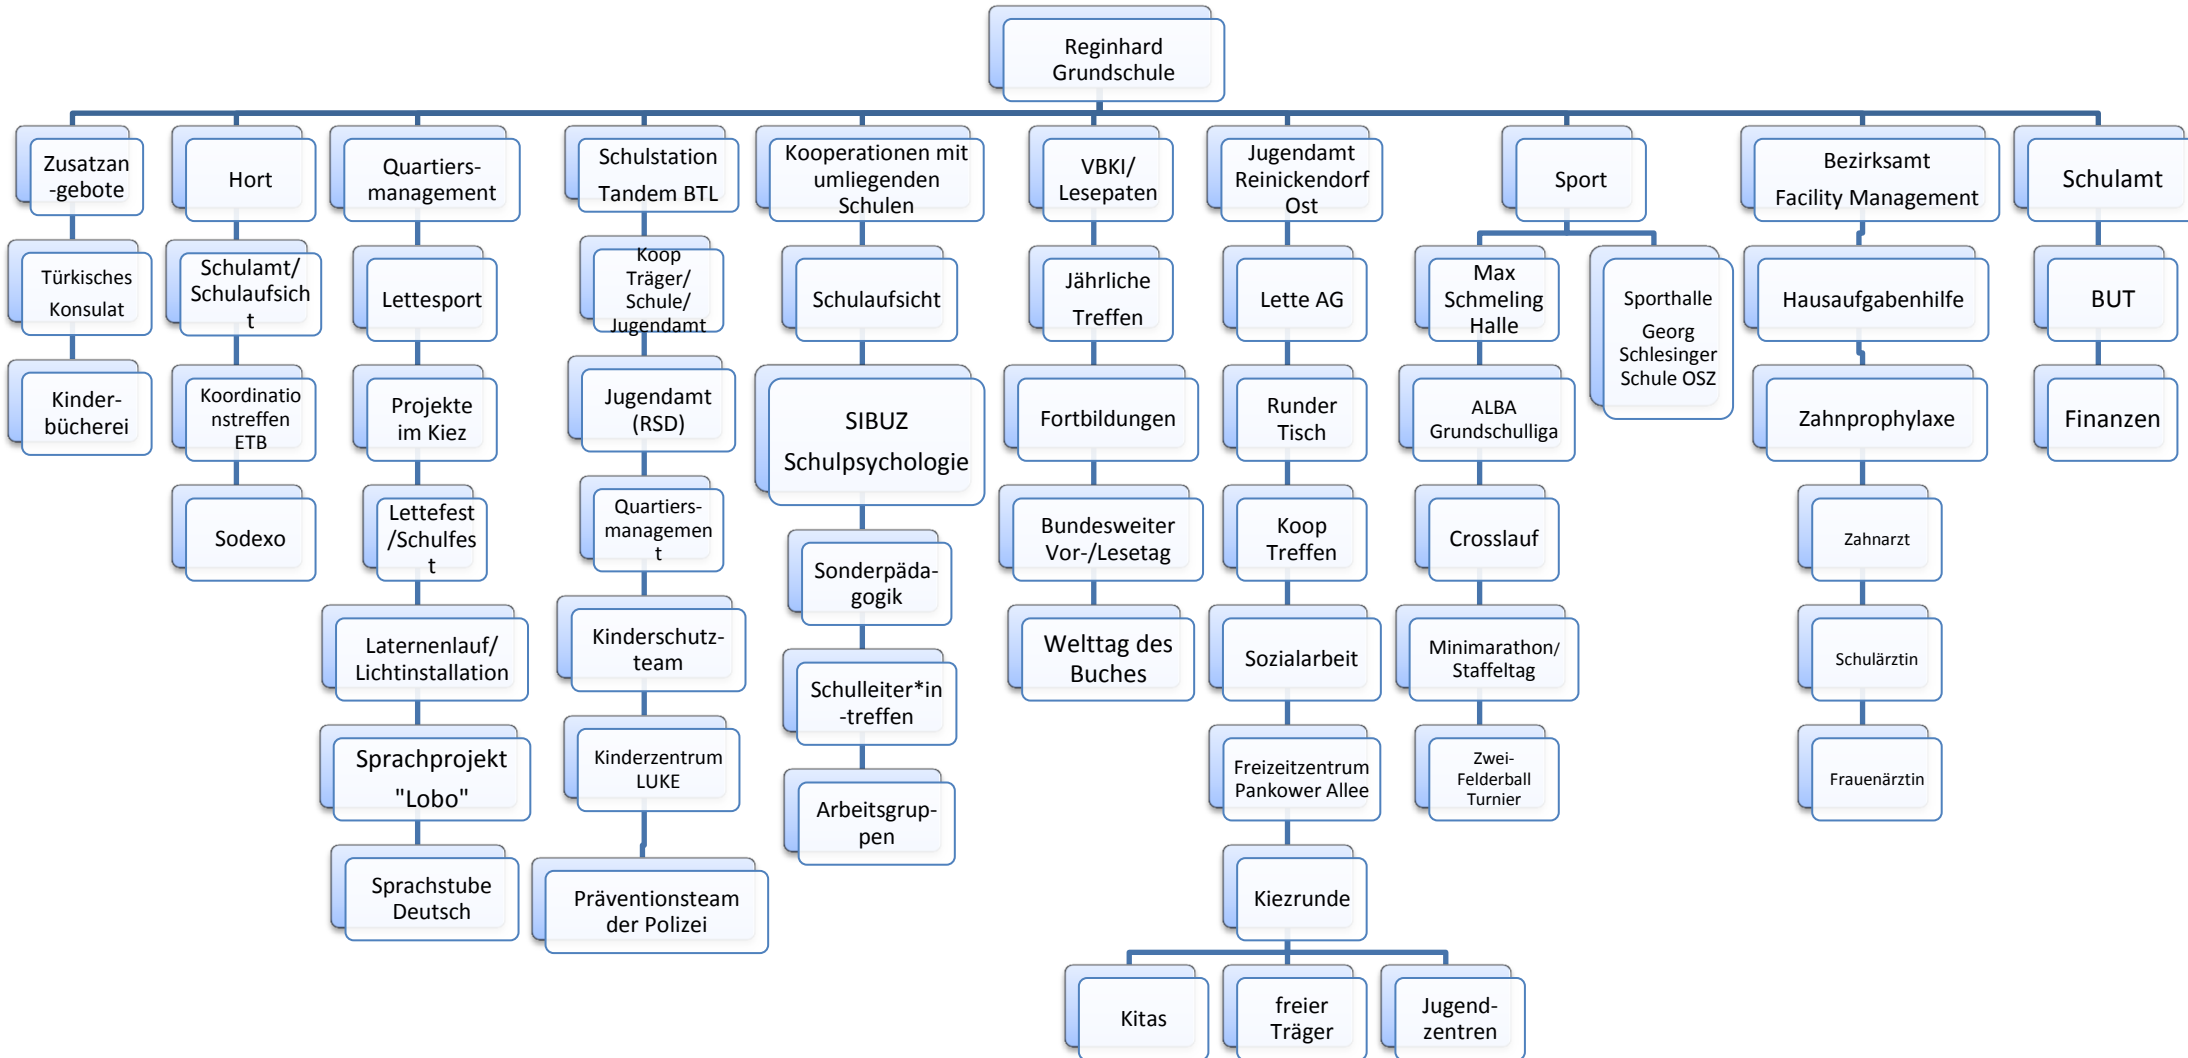 Reginhard
Grundschule
Zusatzan
-gebote
Türkisches
Konsulat
Kinder-
bücherei
Hort
Schulamt/
Schulaufsich
t
Koordinatio
nstreffen
ETB
Sodexo
Quartiers-
management
Lettesport
Projekte
im Kiez
Lettefest
/Schulfes
t
Laternenlauf/
Lichtinstallation
Sprachprojekt
"Lobo"
Sprachstube
Deutsch
Schulstation
Tandem BTL
Koop
Träger/
Schule/
Jugendamt
Jugendamt
(RSD)
Quartiers-
managemen
t
Kinderschutz-
team
Kinderzentrum
LUKE
Präventionsteam
der Polizei
Kooperationen mit
umliegenden
Schulen
Schulaufsicht
SIBUZ
Schulpsychologie
Sonderpäda-
gogik
Schulleiter*in
-treffen
Arbeitsgrup-
pen
VBKI/
Lesepaten
Jährliche
Treffen
Fortbildungen
Bundesweiter
Vor-/Lesetag
Welttag des
Buches
Jugendamt
Reinickendorf
Ost
Lette AG
Runder
Tisch
Koop
Treffen
Sozialarbeit
Freizeitzentrum
Pankower Allee
Kiezrunde
Kitas
freier
Träger
Jugend-
zentren
Sport
Max
Schmeling
Halle
ALBA
Grundschulliga
Crosslauf
Minimarathon/
Staffeltag
Zwei-
Felderball
Turnier
Sporthalle
Georg
Schlesinger
Schule OSZ
Bezirksamt
Facility Management
Hausaufgabenhilfe
Zahnprophylaxe
Zahnarzt
Schulärztin
Frauenärztin
Schulamt
BUT
Finanzen